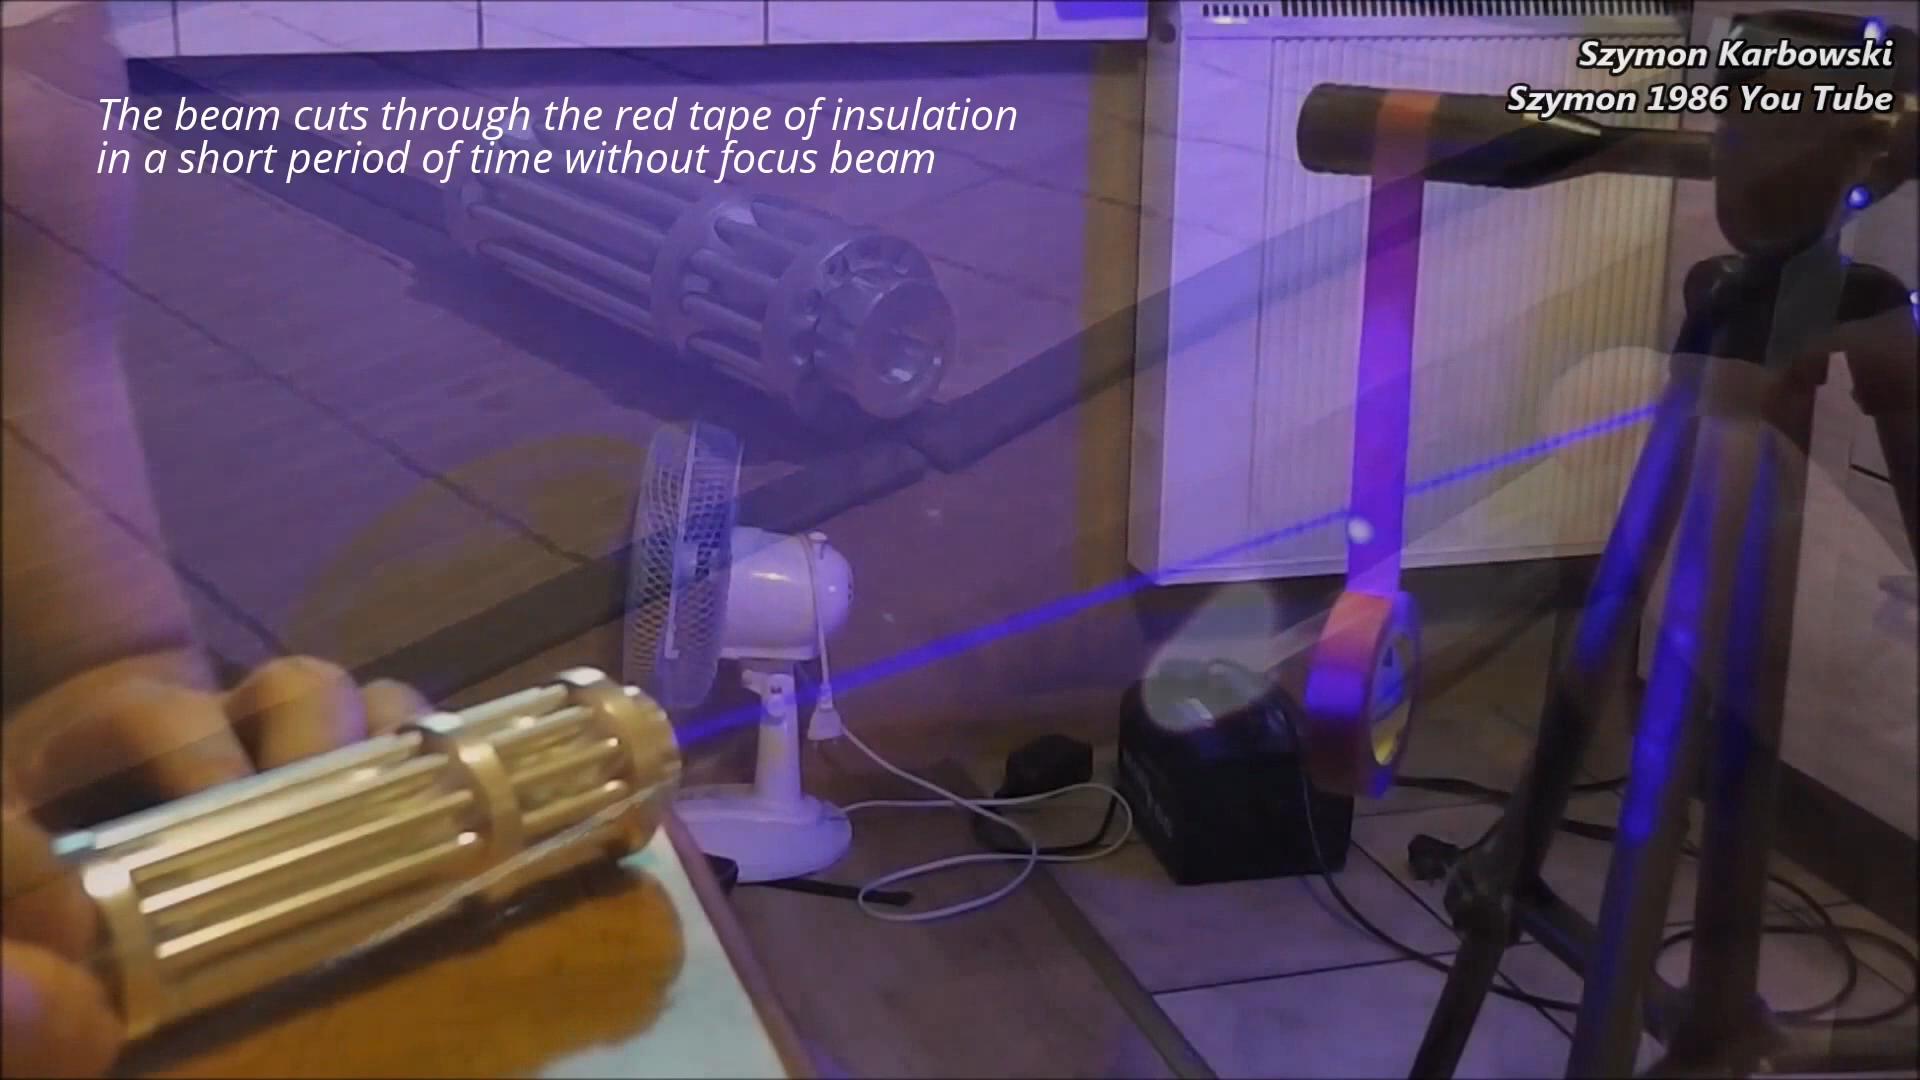 Szymon Karbowski
Szymon 1986 You Tube
The beam cuts through the red tape of insulation
in a short period of time without focus beam